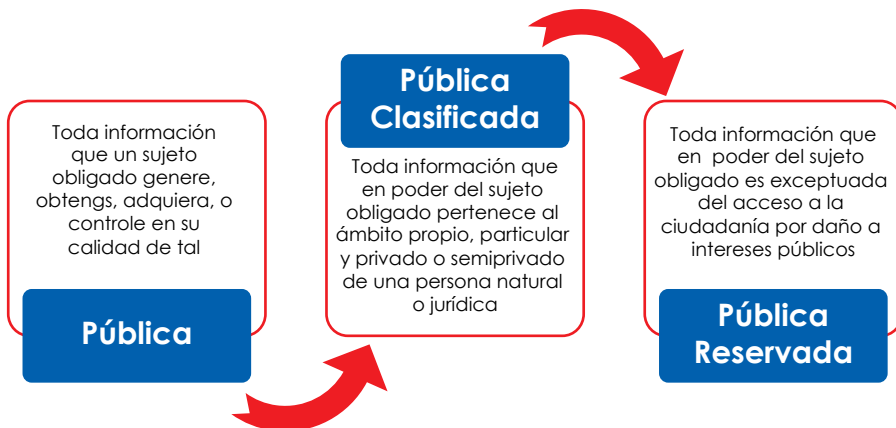 Toda información
que un sujeto
obligado genere,
obtengs, adquiera, o
controle en su
calidad de tal
Pública
Pública
Clasificada
Toda información que
en poder del sujeto
obligado pertenece al
ámbito propio, particular
y privado o semiprivado
de una persona natural
o jurídica
Toda información que
en poder del sujeto
obligado es exceptuada
del acceso a la
ciudadanía por daño a
intereses públicos
Pública
Reservada